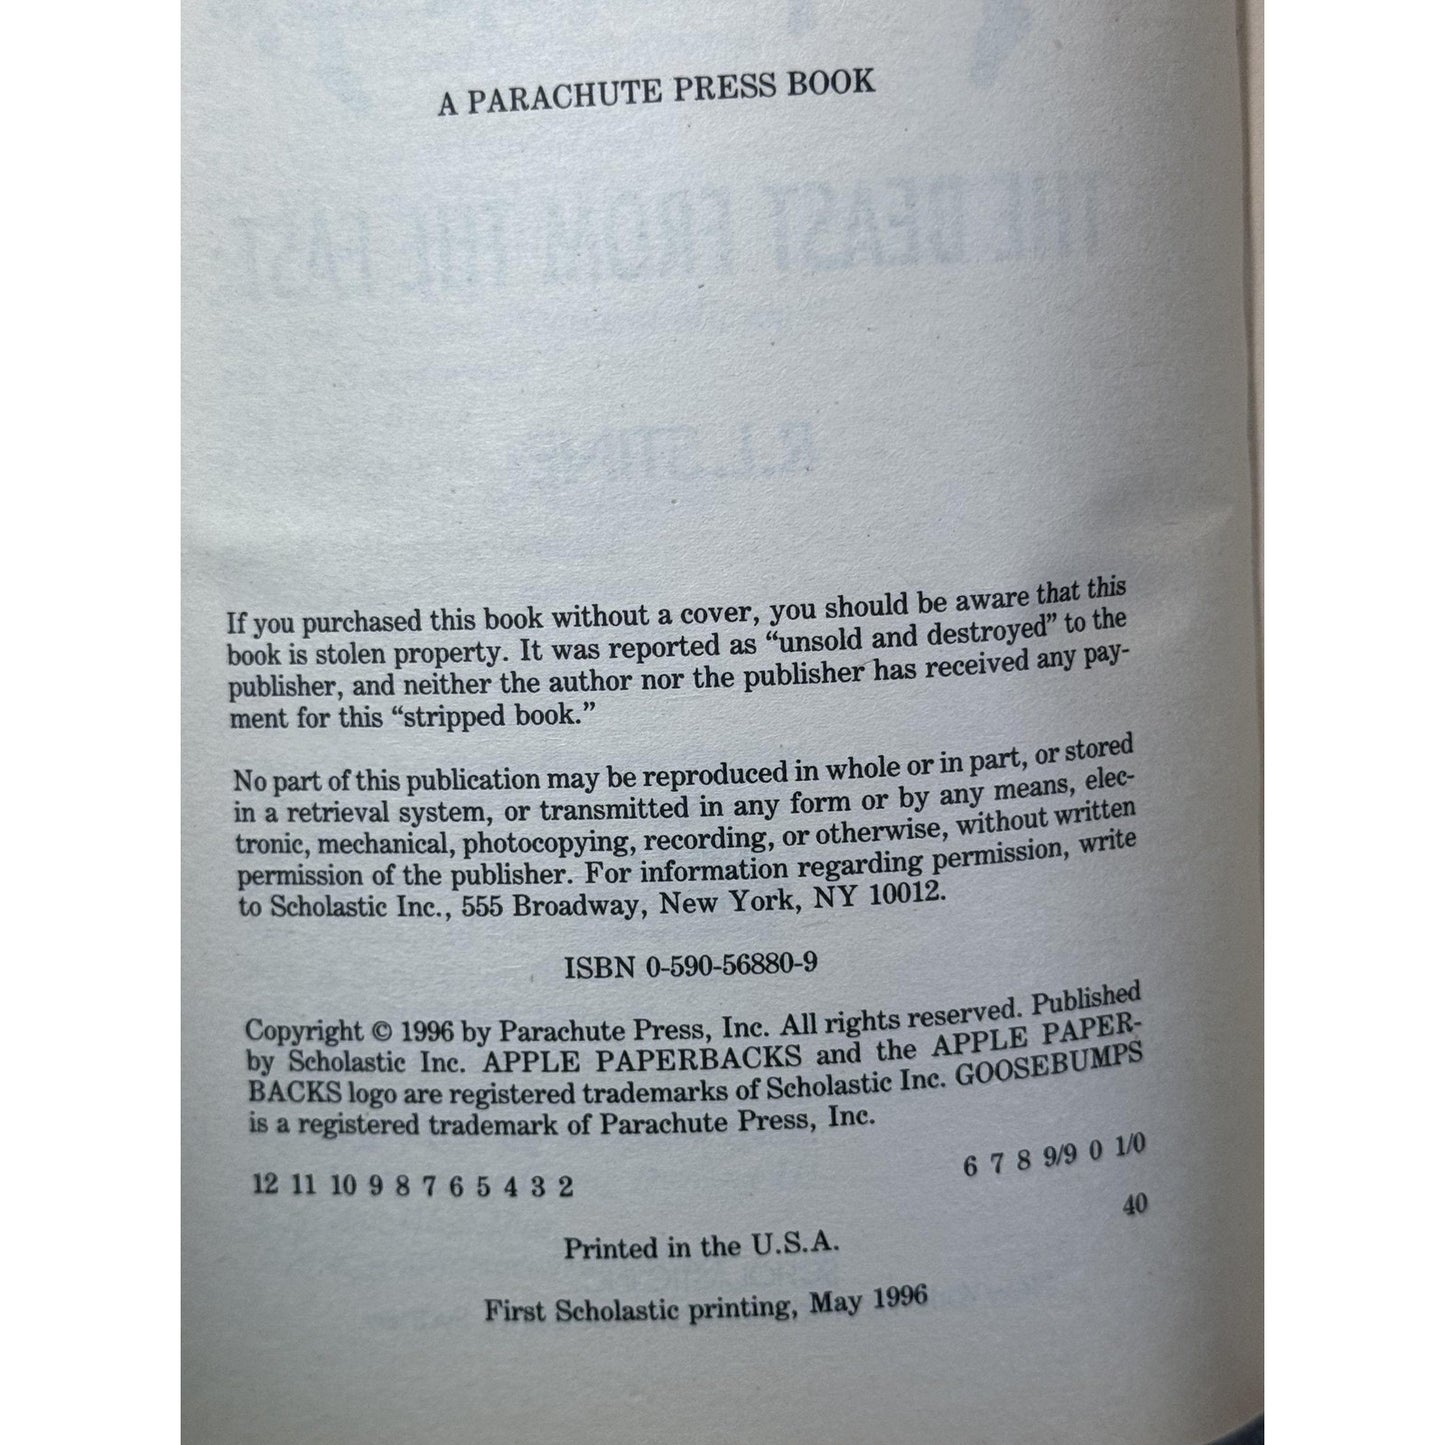 A PARACHUTE PRESS BOOK
THE BEAST FROM THE EAST
R.L. STINE
If you purchased this book without a cover, you should be aware that this
book is stolen property. It was reported as “unsold and destroyed” to the
publisher, and neither the author nor the publisher has received any pay-
ment for this “stripped book.”
No part of this publication may be reproduced in whole or in part, or stored
in a retrieval system, or transmitted in any form or by any means, elec-
tronic, mechanical, photocopying, recording, or otherwise, without written
permission of the publisher. For information regarding permission, write
to Scholastic Inc., 555 Broadway, New York, NY 10012.
ISBN 0-590-56880-9
Copyright © 1996 by Parachute Press, Inc. All rights reserved. Published
by Scholastic Inc. APPLE PAPERBACKS and the APPLE PAPER-
BACKS logo are registered trademarks of Scholastic Inc. GOOSEBUMPS
is a registered trademark of Parachute Press, Inc.
12 11 10 9 8 7 6 5 4 3 2 6 7 8 9/9 0 1/0
40
Printed in the U.S.A.
First Scholastic printing, May 1996